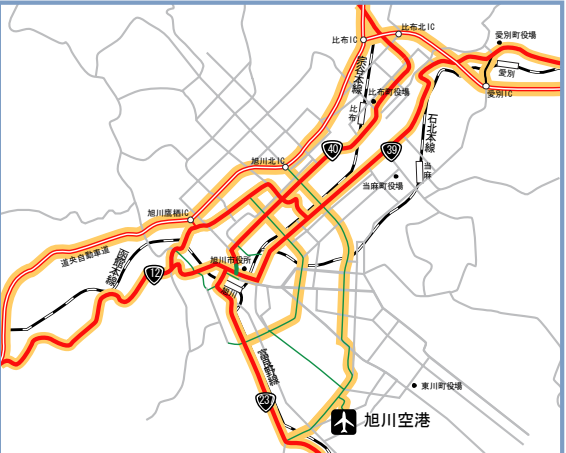 比布北IC
比布IC
愛別町役場
愛別
愛別IC
宗谷本線
比布町役場
比布
石北本線
40
39
当麻
当麻町役場
旭川北IC
旭川鷹栖IC
道央自動車道
函館本線
12
旭川市役所
旭川
23
東川町役場
旭川空港